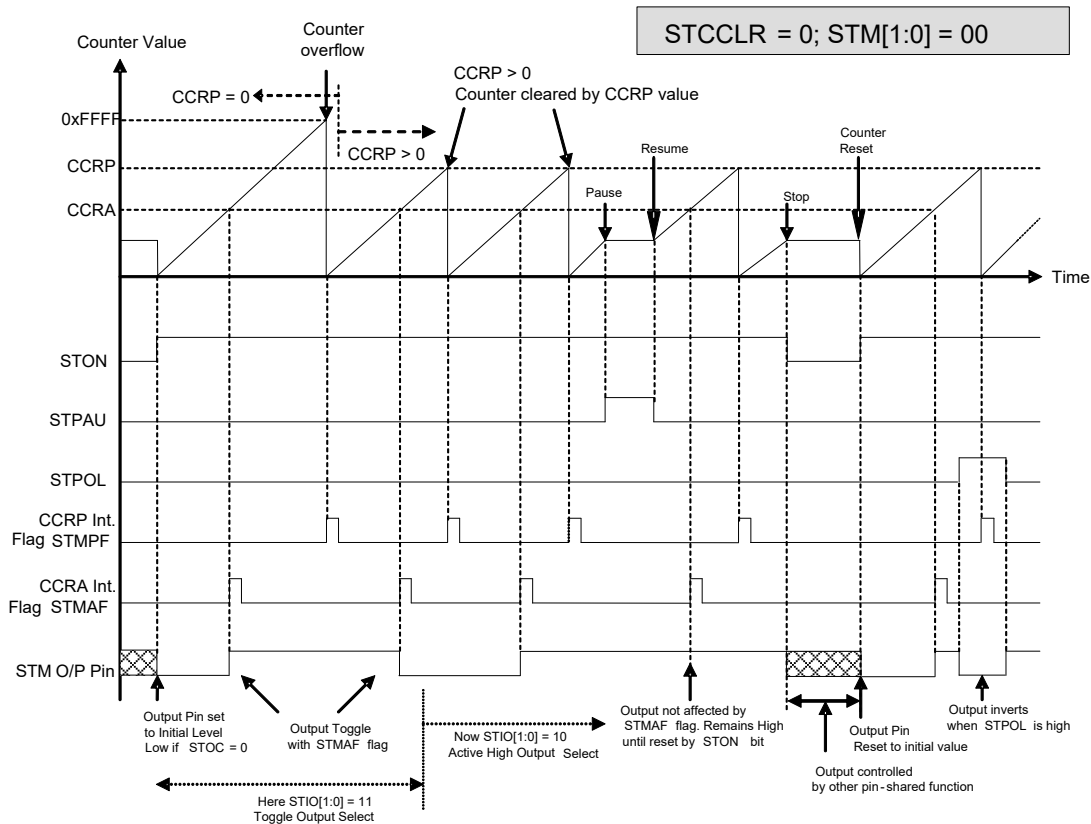 STCCLR = 0; STM[1:0] = 00
Counter Value
Counter
overflow
CCRP = 0
CCRP > 0
CCRP > 0
Counter cleared by CCRP value
0xFFFF
CCRP
CCRA
Pause
Resume
Stop
Counter
Reset
Time
STON
STPAU
STPOL
CCRP Int.
Flag STMPF
CCRA Int.
Flag STMAF
STM O/P Pin
Output Pin set
to Initial Level
Low if STOC = 0
Output Toggle
with STMAF flag
Now STIO[1:0] = 10
Active High Output Select
Output not affected by
STMAF flag. Remains High
until reset by STON bit
Output Pin
Reset to initial value
Output inverts
when STPOL is high
Output controlled
by other pin-shared function
Here STIO[1:0] = 11
Toggle Output Select